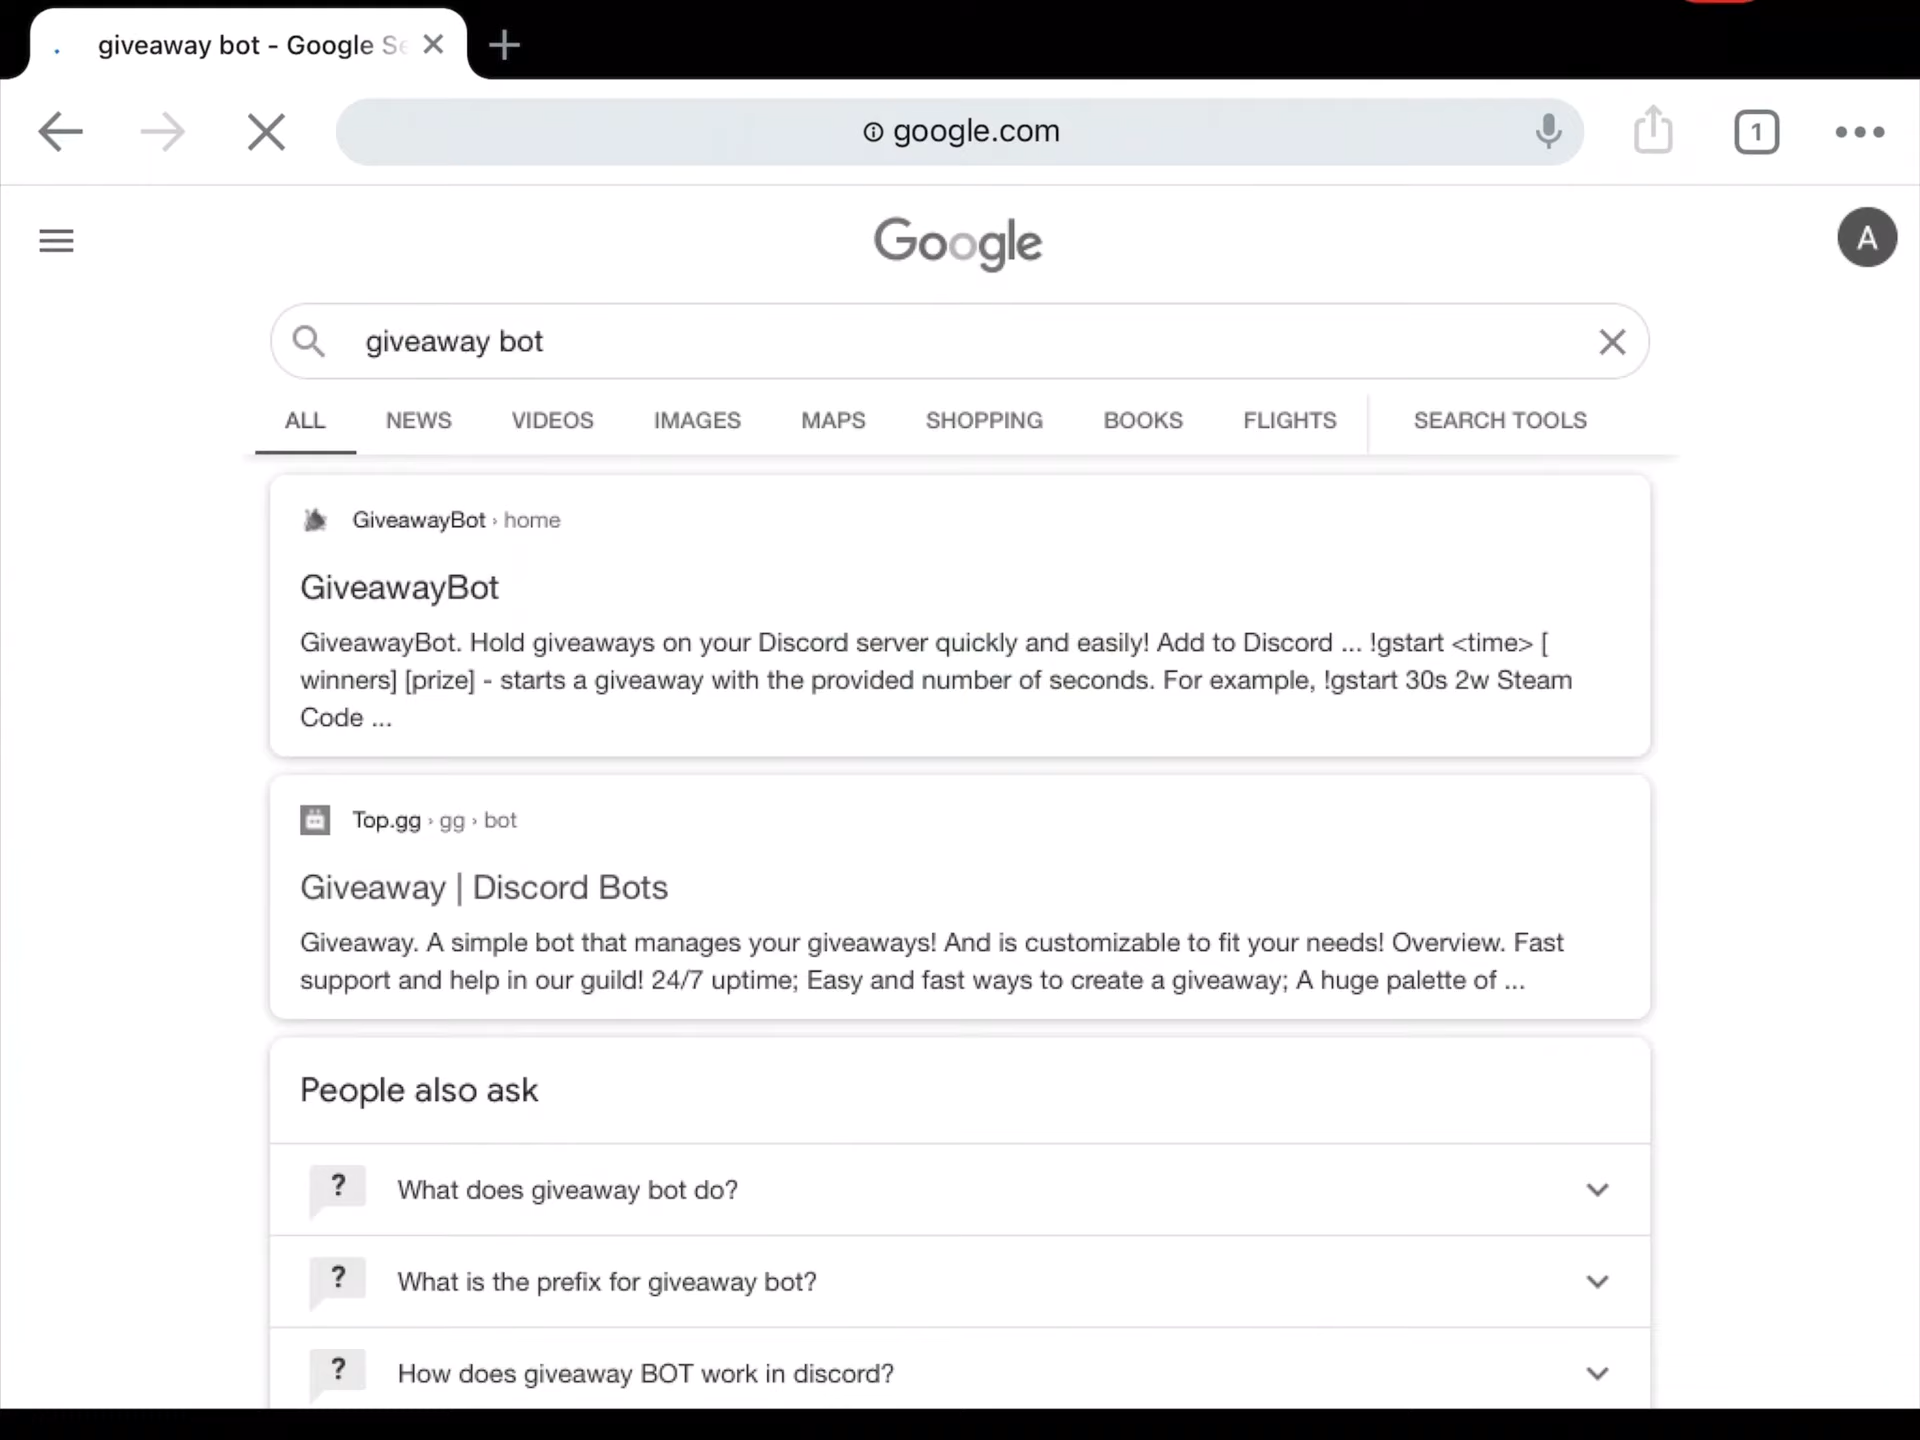 giveaway bot - Google Se
google.com
1
Google
A
giveaway bot
ALL NEWS VIDEOS IMAGES MAPS SHOPPING BOOKS FLIGHTS SEARCH TOOLS
GiveawayBot › home
GiveawayBot
GiveawayBot. Hold giveaways on your Discord server quickly and easily! Add to Discord ... !gstart <time> [
winners] [prize] - starts a giveaway with the provided number of seconds. For example, !gstart 30s 2w Steam
Code ...
Top.gg › gg › bot
Giveaway | Discord Bots
Giveaway. A simple bot that manages your giveaways! And is customizable to fit your needs! Overview. Fast
support and help in our guild! 24/7 uptime; Easy and fast ways to create a giveaway; A huge palette of ...
People also ask
? What does giveaway bot do?
? What is the prefix for giveaway bot?
? How does giveaway BOT work in discord?